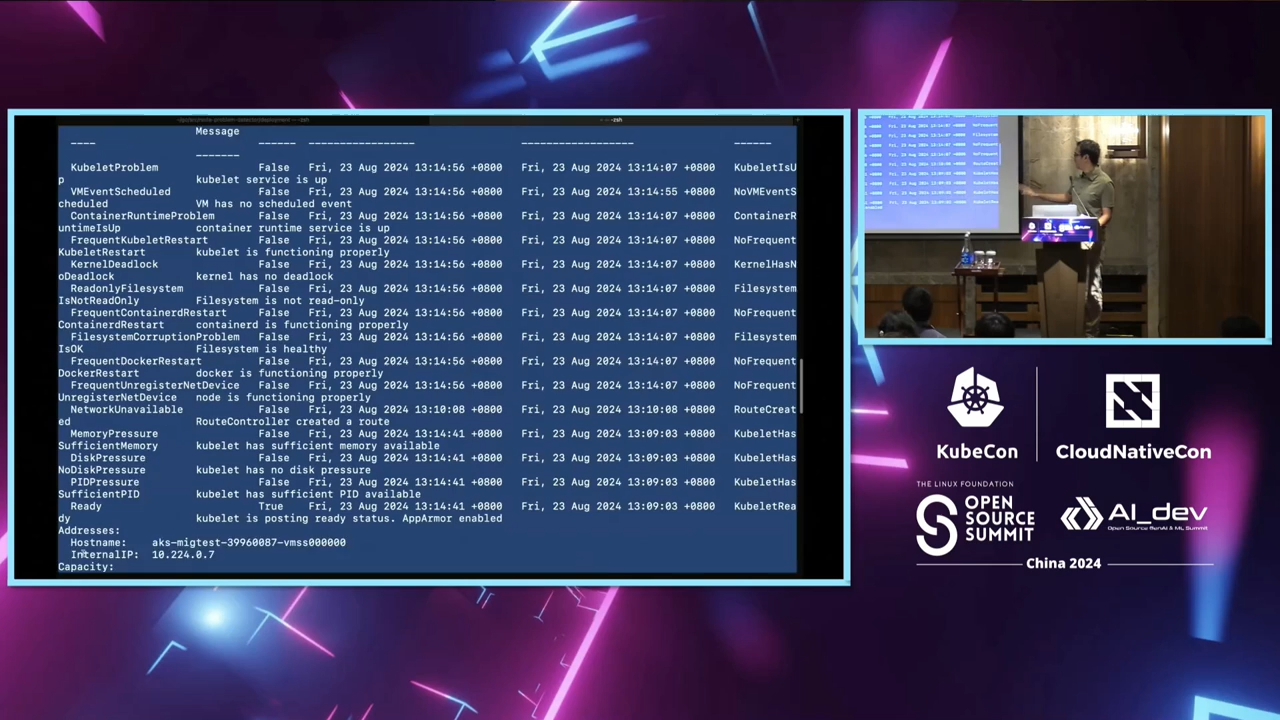 -zsh
Message
---- ------ ----------------- ------------------ ------
-------
KubeletProblem False Fri, 23 Aug 2024 13:14:56 +0800 Fri, 23 Aug 2024 13:14:07 +0800 KubeletIsU
p kubelet service is up
VMEventScheduled False Fri, 23 Aug 2024 13:14:56 +0800 Fri, 23 Aug 2024 13:14:55 +0800 NoVMEventS
cheduled VM has no scheduled event
ContainerRuntimeProblem False Fri, 23 Aug 2024 13:14:56 +0800 Fri, 23 Aug 2024 13:14:07 +0800 ContainerR
untimeIsUp container runtime service is up
FrequentKubeletRestart False Fri, 23 Aug 2024 13:14:56 +0800 Fri, 23 Aug 2024 13:14:07 +0800 NoFrequent
KubeletRestart kubelet is functioning properly
KernelDeadlock False Fri, 23 Aug 2024 13:14:56 +0800 Fri, 23 Aug 2024 13:14:07 +0800 KernelHasN
oDeadlock kernel has no deadlock
ReadonlyFilesystem False Fri, 23 Aug 2024 13:14:56 +0800 Fri, 23 Aug 2024 13:14:07 +0800 Filesystem
IsNotReadOnly Filesystem is not read-only
FrequentContainerdRestart False Fri, 23 Aug 2024 13:14:56 +0800 Fri, 23 Aug 2024 13:14:07 +0800 NoFrequent
ContainerdRestart containerd is functioning properly
FilesystemCorruptionProblem False Fri, 23 Aug 2024 13:14:56 +0800 Fri, 23 Aug 2024 13:14:07 +0800 Filesystem
IsOK Filesystem is healthy
FrequentDockerRestart False Fri, 23 Aug 2024 13:14:56 +0800 Fri, 23 Aug 2024 13:14:07 +0800 NoFrequent
DockerRestart docker is functioning properly
FrequentUnregisterNetDevice False Fri, 23 Aug 2024 13:14:56 +0800 Fri, 23 Aug 2024 13:14:07 +0800 NoFrequent
UnregisterNetDevice node is functioning properly
NetworkUnavailable False Fri, 23 Aug 2024 13:10:08 +0800 Fri, 23 Aug 2024 13:10:08 +0800 RouteCreat
ed RouteController created a route
MemoryPressure False Fri, 23 Aug 2024 13:14:41 +0800 Fri, 23 Aug 2024 13:09:03 +0800 KubeletHas
SufficientMemory kubelet has sufficient memory available
DiskPressure False Fri, 23 Aug 2024 13:14:41 +0800 Fri, 23 Aug 2024 13:09:03 +0800 KubeletHas
NoDiskPressure kubelet has no disk pressure
PIDPressure False Fri, 23 Aug 2024 13:14:41 +0800 Fri, 23 Aug 2024 13:09:03 +0800 KubeletHas
SufficientPID kubelet has sufficient PID available
Ready True Fri, 23 Aug 2024 13:14:41 +0800 Fri, 23 Aug 2024 13:09:03 +0800 KubeletRea
dy kubelet is posting ready status. AppArmor enabled
Addresses:
Hostname: aks-migtest-39960087-vmss000000
InternalIP: 10.224.0.7
Capacity:
KubeCon
CloudNativeCon
THE LINUX FOUNDATION
OPEN
SOURCE
SUMMIT
AI_dev
Open Source GenAI & ML Summit
China 2024